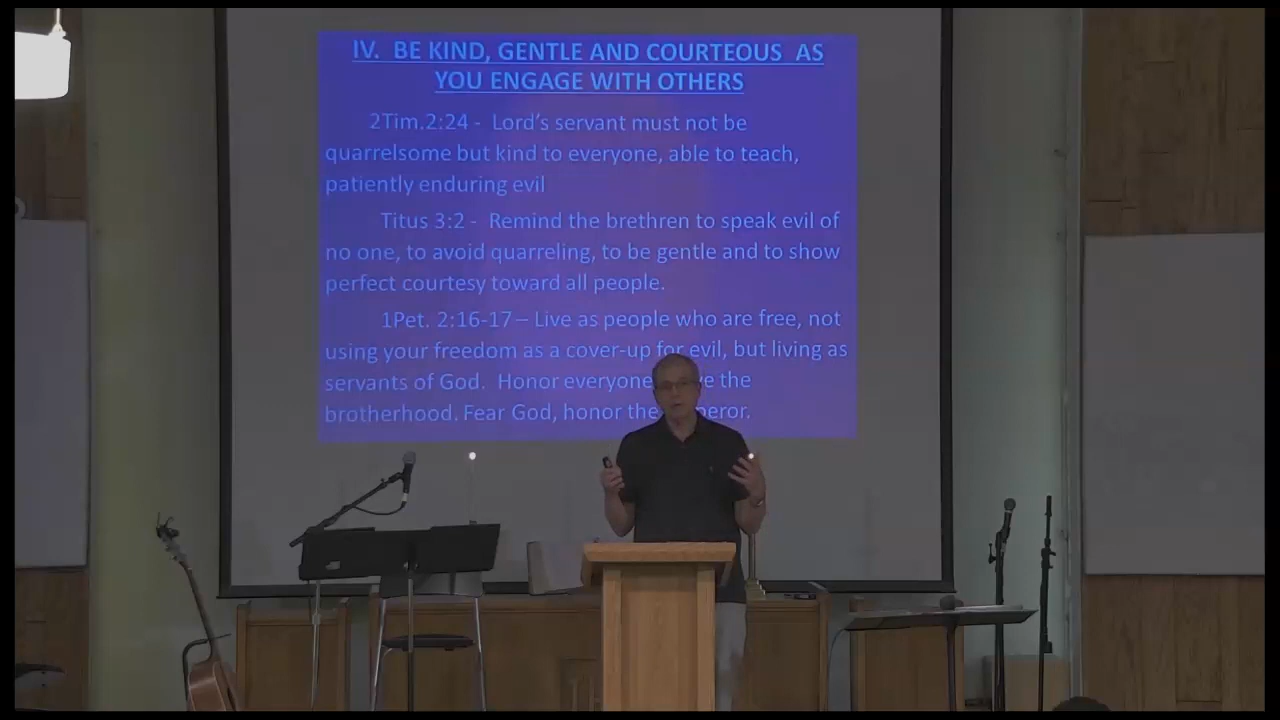 IV. BE KIND, GENTLE AND COURTEOUS AS
YOU ENGAGE WITH OTHERS
2Tim.2:24 - Lord's servant must not be
quarrelsome but kind to everyone, able to teach,
patiently enduring evil
Titus 3:2 - Remind the brethren to speak evil of
no one, to avoid quarreling, to be gentle and to show
perfect courtesy toward all people.
1Pet. 2:16-17 – Live as people who are free, not
using your freedom as a cover-up for evil, but living as
servants of God. Honor everyone the
brotherhood. Fear God, honor the